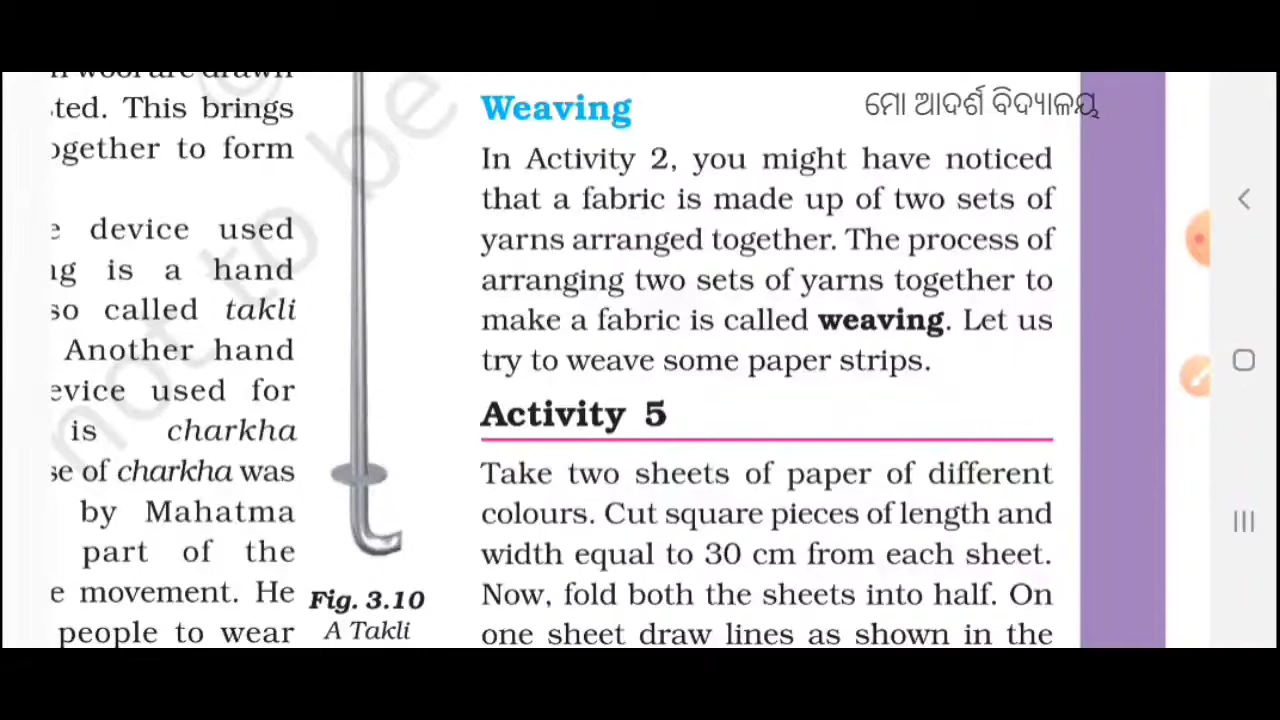 ted. This brings
ogether to form
device used
is a hand
so called takli
Another hand
evice used for
is charkha
se of charkha was
by Mahatma
part of the
movement. He
people to wear
not to be
Fig. 3.10
A Takli
Weaving
ମୋ ଆଦର୍ଶ ବିଦ୍ୟାଳୟ
In Activity 2, you might have noticed
that a fabric is made up of two sets of
yarns arranged together. The process of
arranging two sets of yarns together to
make a fabric is called weaving. Let us
try to weave some paper strips.
Activity 5
Take two sheets of paper of different
colours. Cut square pieces of length and
width equal to 30 cm from each sheet.
Now, fold both the sheets into half. On
one sheet draw lines as shown in the